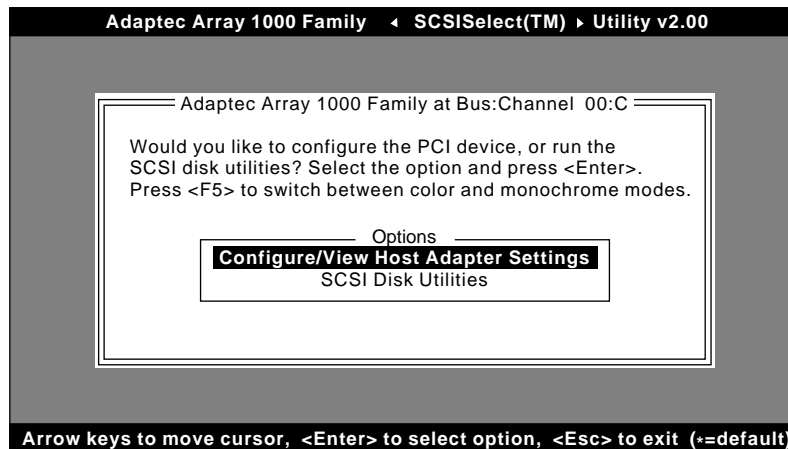 Adaptec Array 1000 Family ◂ SCSISelect(TM) ▸ Utility v2.00
Adaptec Array 1000 Family at Bus:Channel 00:C
Would you like to configure the PCI device, or run the
SCSI disk utilities? Select the option and press <Enter>.
Press <F5> to switch between color and monochrome modes.
Options
Configure/View Host Adapter Settings
SCSI Disk Utilities
Arrow keys to move cursor, <Enter> to select option, <Esc> to exit (*=default)